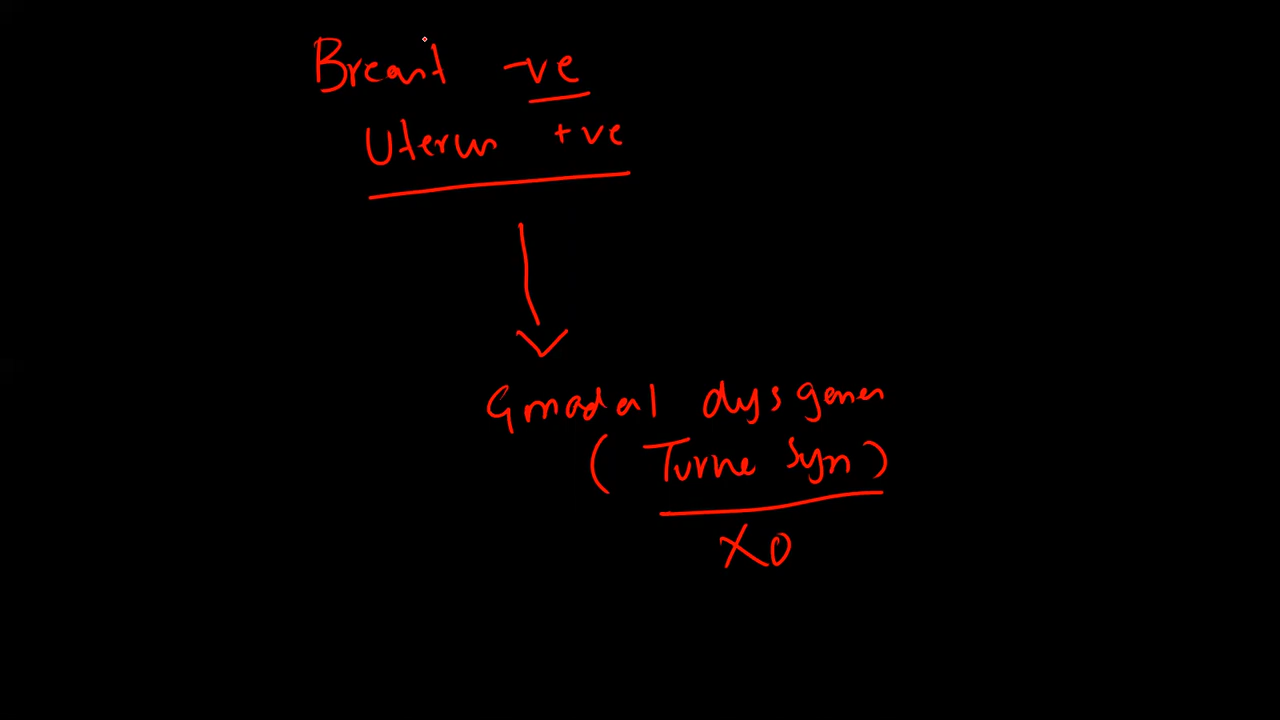 Breast -ve
Uterus +ve
Gonadal dysgenes
(Turne Syn)
XO